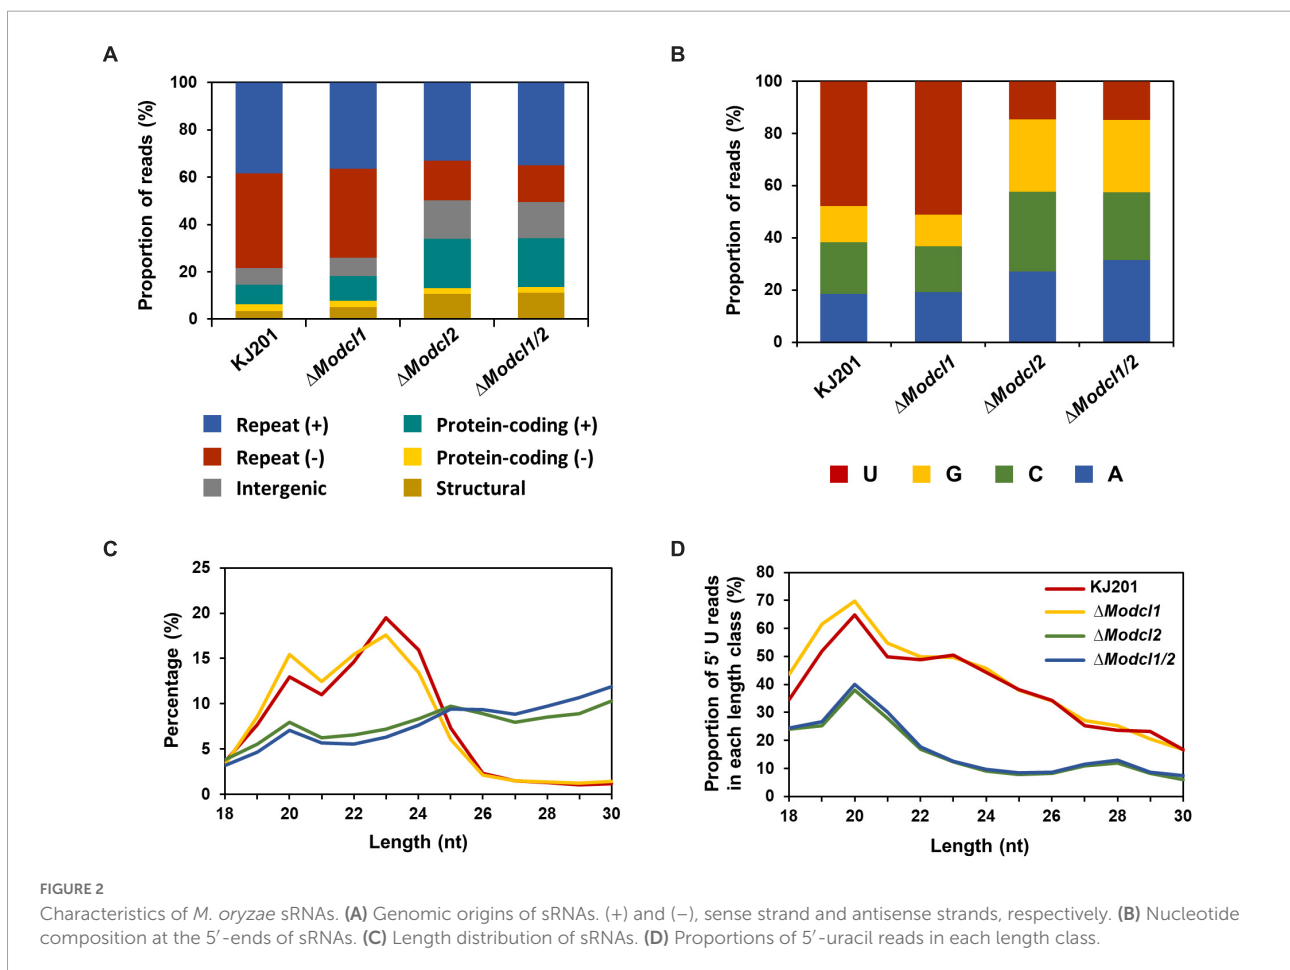 A
Proportion of reads (%)
100
80
60
40
20
0
KJ201
ΔModcl1
ΔModcl2
ΔModcl1/2
Repeat (+)
Protein-coding (+)
Repeat (-)
Protein-coding (-)
Intergenic
Structural
B
Proportion of reads (%)
100
80
60
40
20
0
KJ201
ΔModcl1
ΔModcl2
ΔModcl1/2
U
G
C
A
C
Percentage (%)
25
20
15
10
5
0
18
20
22
24
26
28
30
Length (nt)
D
Proportion of 5' U reads
in each length class (%)
80
70
60
50
40
30
20
10
0
KJ201
ΔModcl1
ΔModcl2
ΔModcl1/2
18
20
22
24
26
28
30
Length (nt)
FIGURE 2
Characteristics of M. oryzae sRNAs. (A) Genomic origins of sRNAs. (+) and (−), sense strand and antisense strands, respectively. (B) Nucleotide
composition at the 5′-ends of sRNAs. (C) Length distribution of sRNAs. (D) Proportions of 5′-uracil reads in each length class.